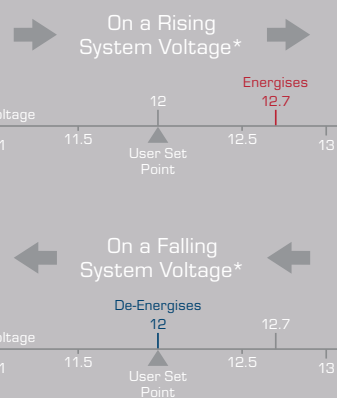 On a Rising
System Voltage*
Energises
12 12.7
11.5 12.5 13
User Set
Point
On a Falling
System Voltage*
De-Energises
12 12.7
11.5 12.5 13
User Set
Point